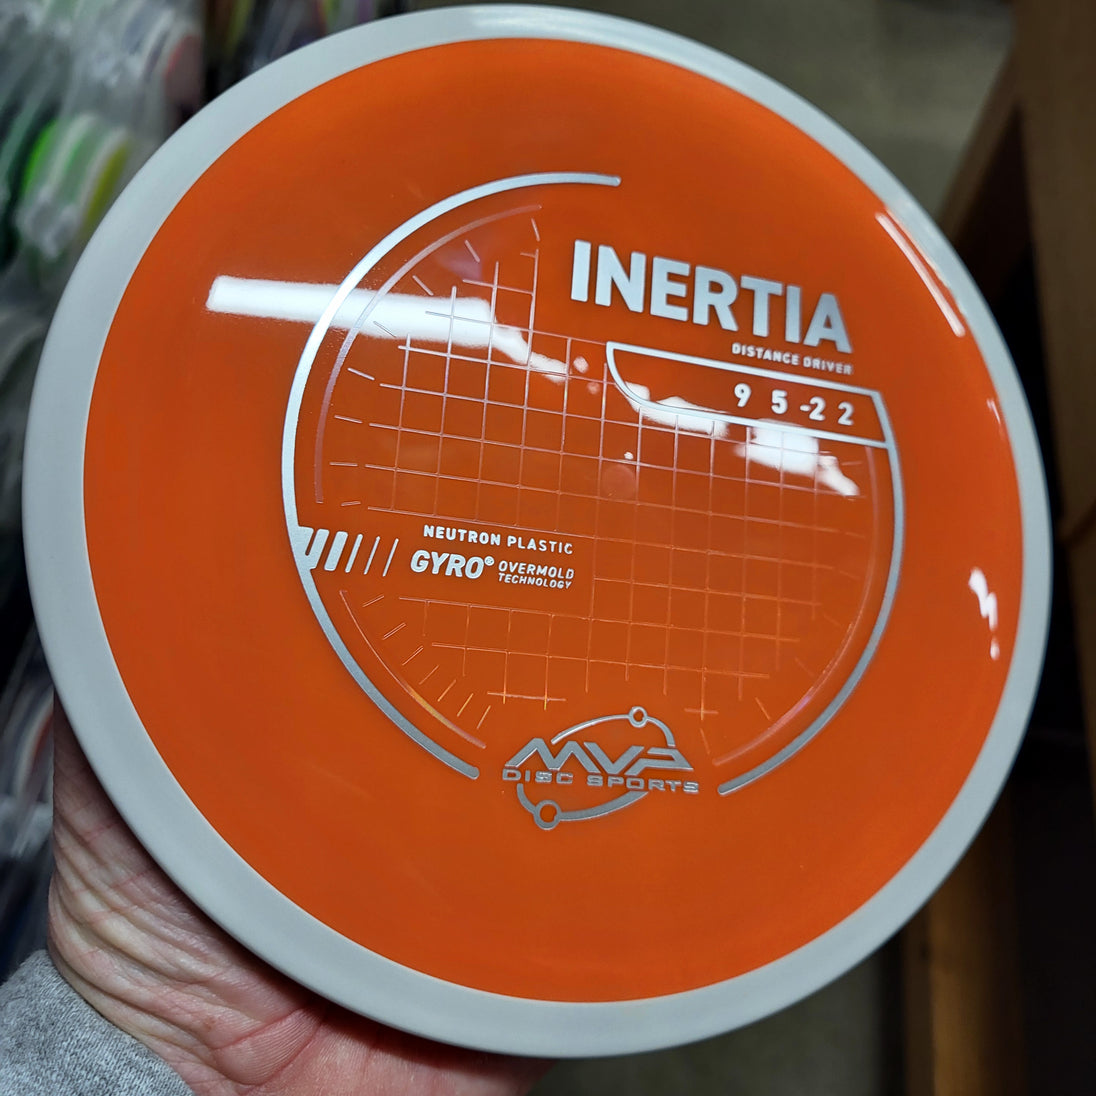 INERTIA
DISTANCE DRIVER
9 5 -2 2
NEUTRON PLASTIC
GYRO® OVERMOLD
TECHNOLOGY
MVP
DISC SPORTS